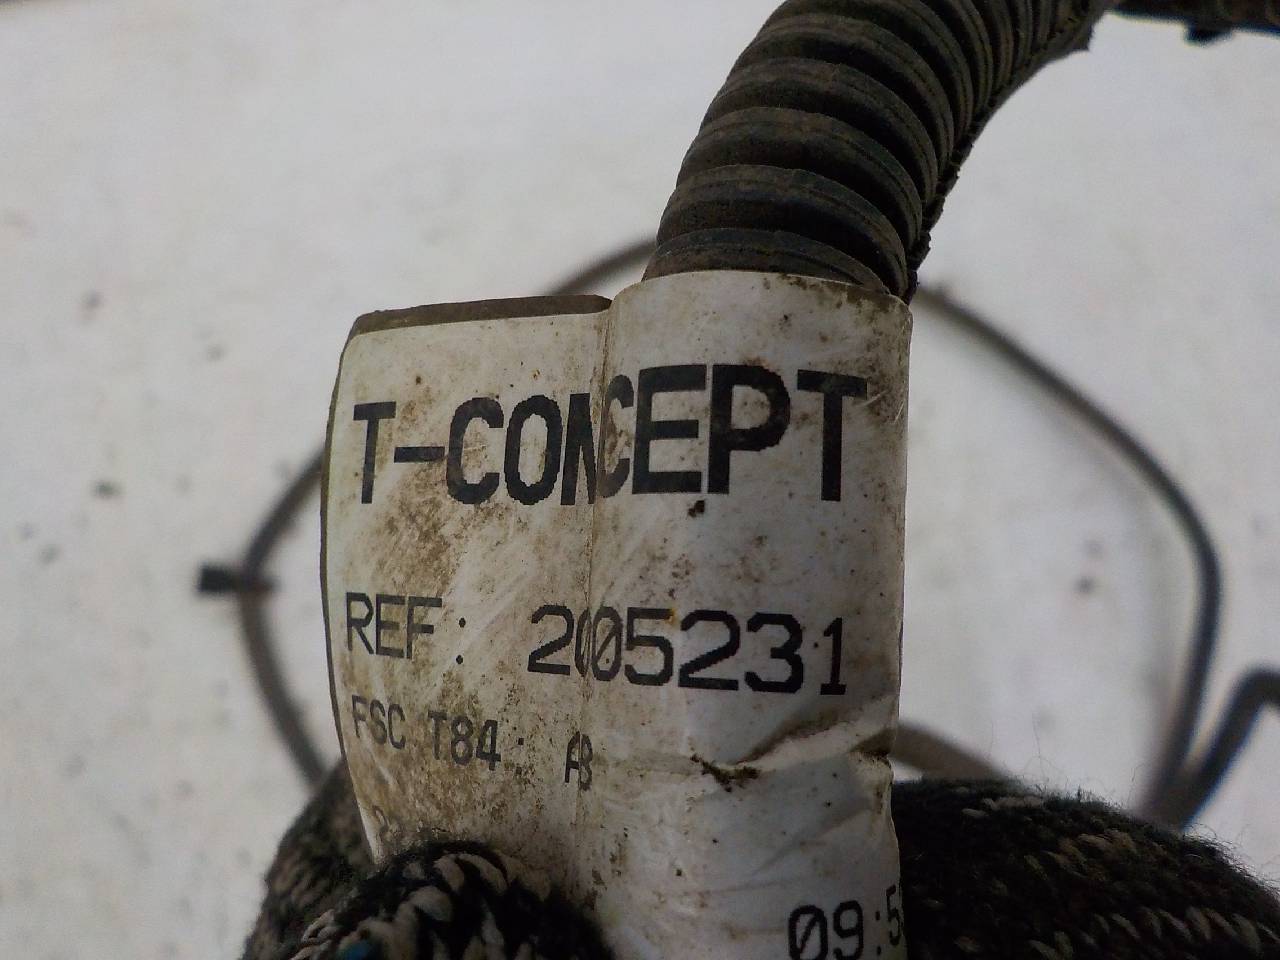 T-CONCEPT
REF: 2005231
FSC T84 AB
09:5